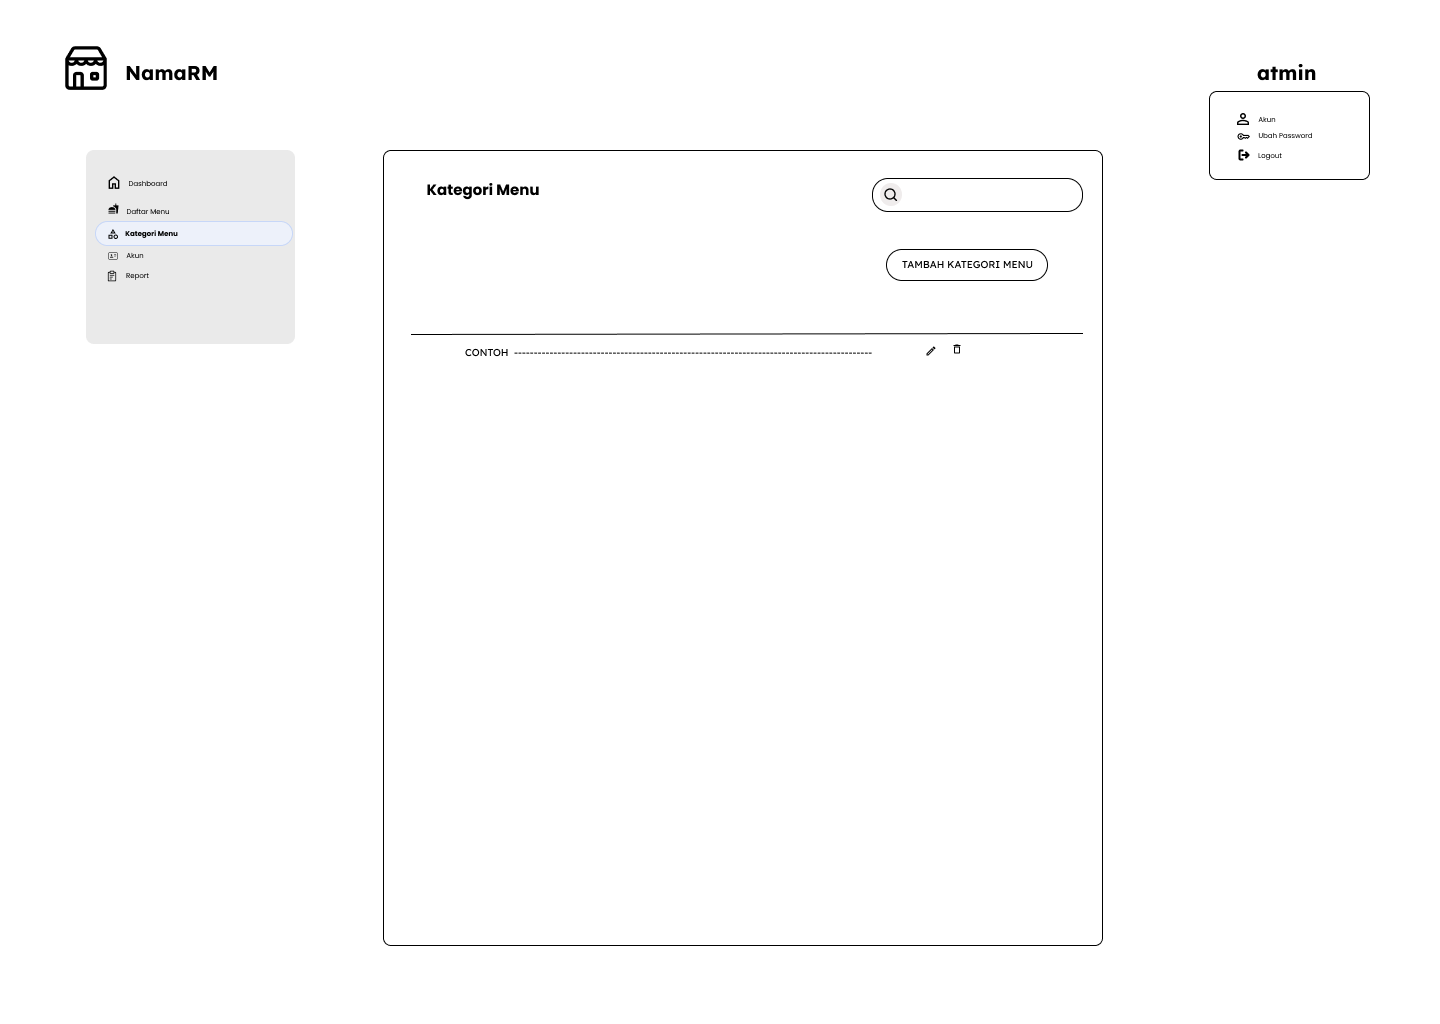 NamaRM
atmin
Akun
Ubah Password
Logout
Dashboard
Daftar Menu
Kategori Menu
Akun
Report
Kategori Menu
TAMBAH KATEGORI MENU
CONTOH -------------------------------------------------------------------------------------------